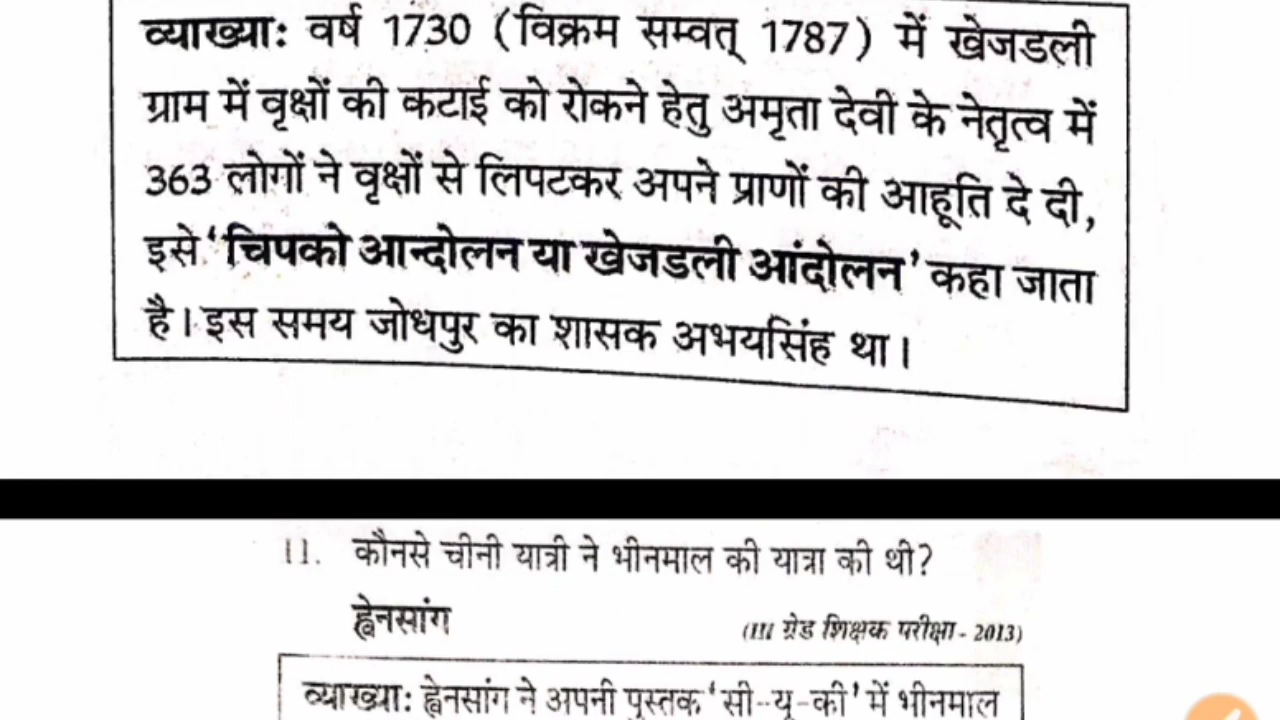 व्याख्या: वर्ष 1730 (विक्रम सम्वत् 1787) में खेजडली
ग्राम में वृक्षों की कटाई को रोकने हेतु अमृता देवी के नेतृत्व में
363 लोगों ने वृक्षों से लिपटकर अपने प्राणों की आहूति दे दी,
इसे ‘चिपको आन्दोलन या खेजडली आंदोलन’ कहा जाता
है। इस समय जोधपुर का शासक अभयसिंह था।
11. कौनसे चीनी यात्री ने भीनमाल की यात्रा की थी?
ह्वेनसांग (III ग्रेड शिक्षक परीक्षा - 2013)
व्याख्या: ह्वेनसांग ने अपनी पुस्तक ‘सी--यू-की’ में भीनमाल